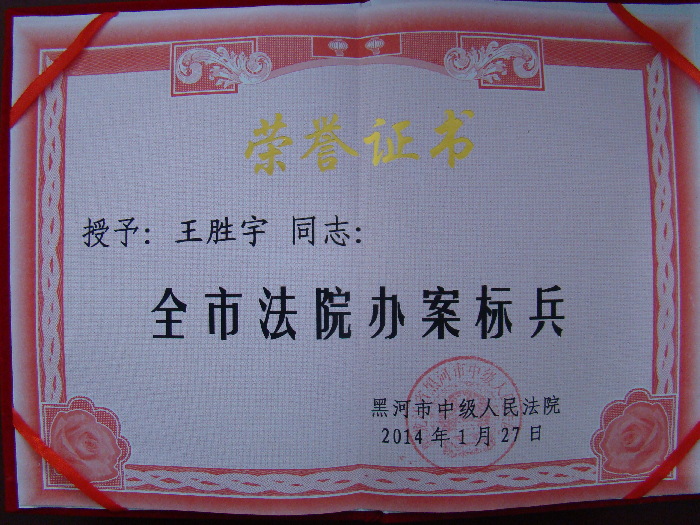 荣誉证书
授予：王胜宇 同志：
全市法院办案标兵
黑河市中级人民法院
2014年1月27日